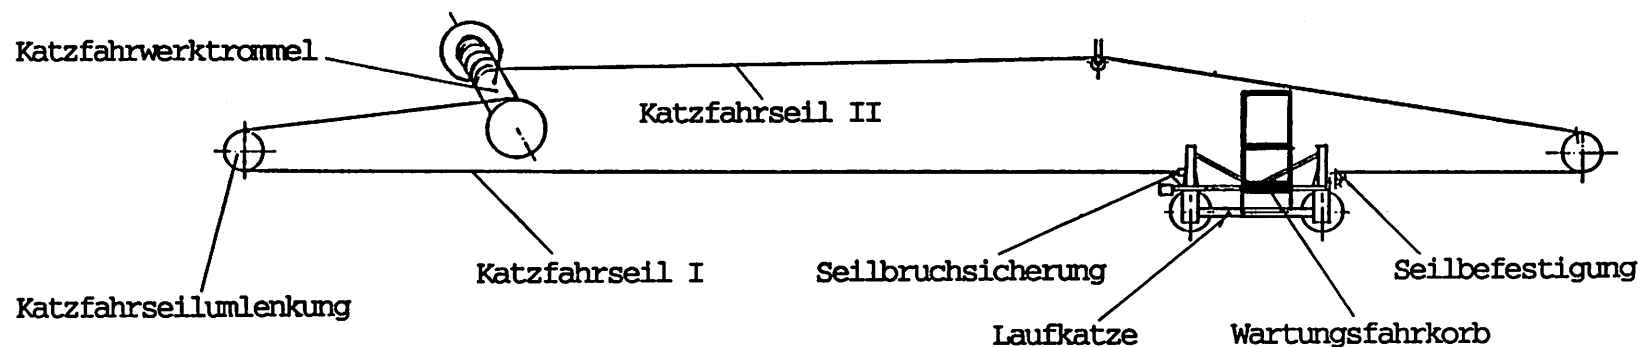 Katzfahrwerktrommel
Katzfahrseil II
Katzfahrseil I
Seilbruchsicherung
Seilbefestigung
Katzfahrseilumlenkung
Laufkatze
Wartungsfahrkorb